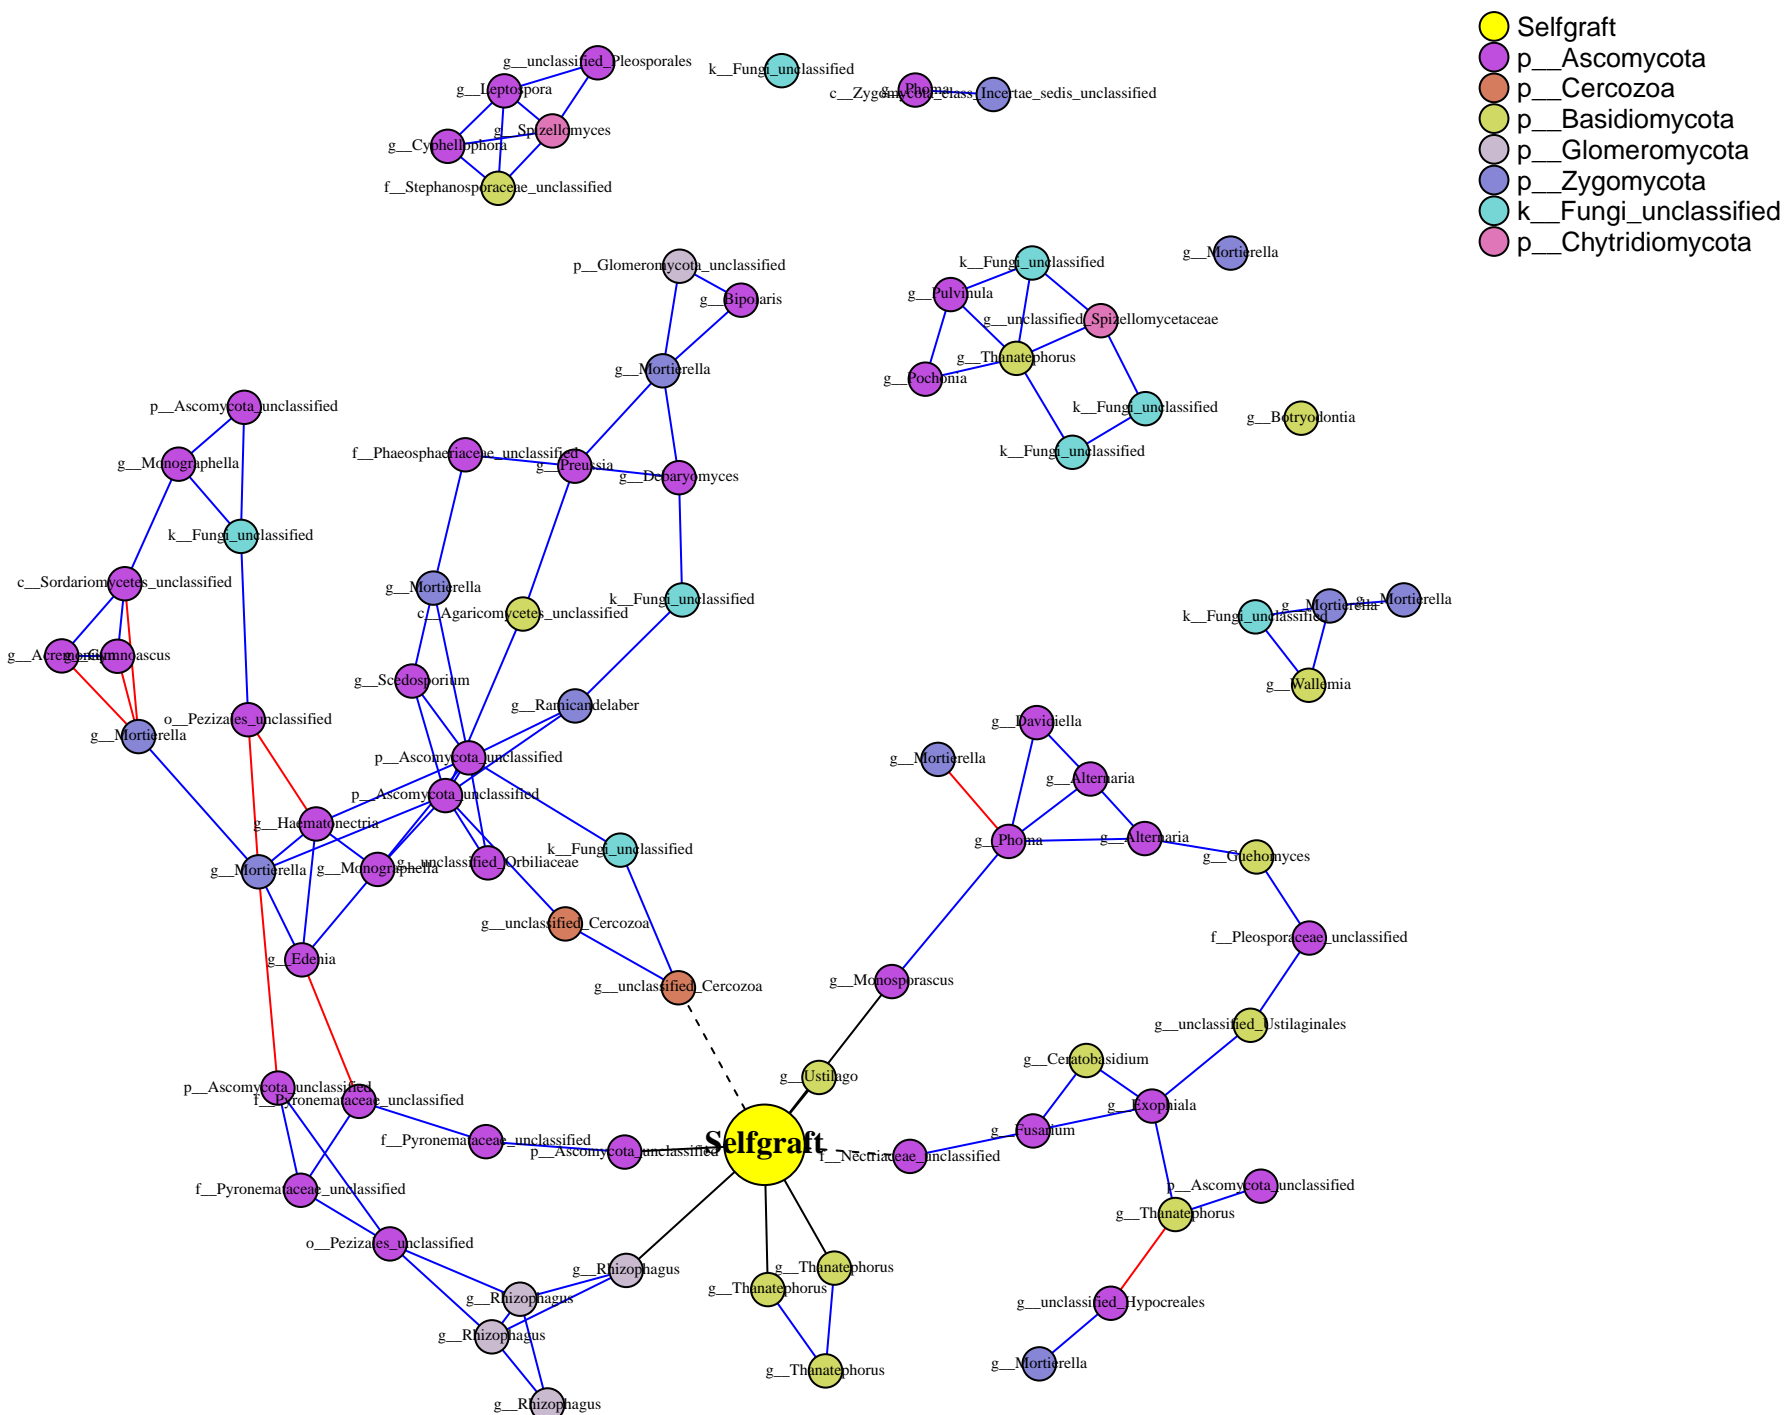 Selfgraft
p__Ascomycota
p__Cercozoa
p__Basidiomycota
p__Glomeromycota
p__Zygomycota
k__Fungi_unclassified
p__Chytridiomycota
g__unclassified_Pleosporales
k__Fungi_unclassified
g__Leptospora
g__Phoma
c__Zygomycota_class_Incertae_sedis_unclassified
g__Spizellomyces
g__Cyphellophora
f__Stephanosporaceae_unclassified
g__Mortierella
p__Glomeromycota_unclassified
k__Fungi_unclassified
g__Bipolaris
g__Pulvinula
g__unclassified_Spizellomycetaceae
g__Thanatephorus
g__Mortierella
g__Pochonia
p__Ascomycota_unclassified
k__Fungi_unclassified
g__Botryodontia
k__Fungi_unclassified
f__Phaeosphaeriaceae_unclassified
g__Monographella
g__Preussia
g__Debaryomyces
k__Fungi_unclassified
c__Sordariomycetes_unclassified
g__Mortierella
k__Fungi_unclassified
c__Agaricomycetes_unclassified
g__Mortierella
g__Mortierella
k__Fungi_unclassified
g__Acremonium
g__Gymnoascus
g__Scedosporium
g__Wallemia
g__Ramicandelaber
o__Pezizales_unclassified
g__Davidiella
g__Mortierella
p__Ascomycota_unclassified
g__Mortierella
g__Alternaria
p__Ascomycota_unclassified
g__Haematonectria
g__Phoma
g__Alternaria
k__Fungi_unclassified
g__Guehomyces
g__unclassified_Orbiliaceae
g__Monographella
g__Mortierella
g__unclassified_Cercozoa
f__Pleosporaceae_unclassified
g__Edenia
g__Monosporascus
g__unclassified_Cercozoa
g__unclassified_Ustilaginales
g__Ceratobasidium
g__Ustilago
p__Ascomycota_unclassified
f__Pyronemataceae_unclassified
g__Exophiala
g__Fusarium
f__Pyronemataceae_unclassified
p__Ascomycota_unclassified
Selfgraft
f__Nectriaceae_unclassified
f__Pyronemataceae_unclassified
p__Ascomycota_unclassified
g__Thanatephorus
o__Pezizales_unclassified
g__Rhizophagus
g__Thanatephorus
g__Thanatephorus
g__Rhizophagus
g__unclassified_Hypocreales
g__Rhizophagus
g__Mortierella
g__Thanatephorus
g__Rhizophagus